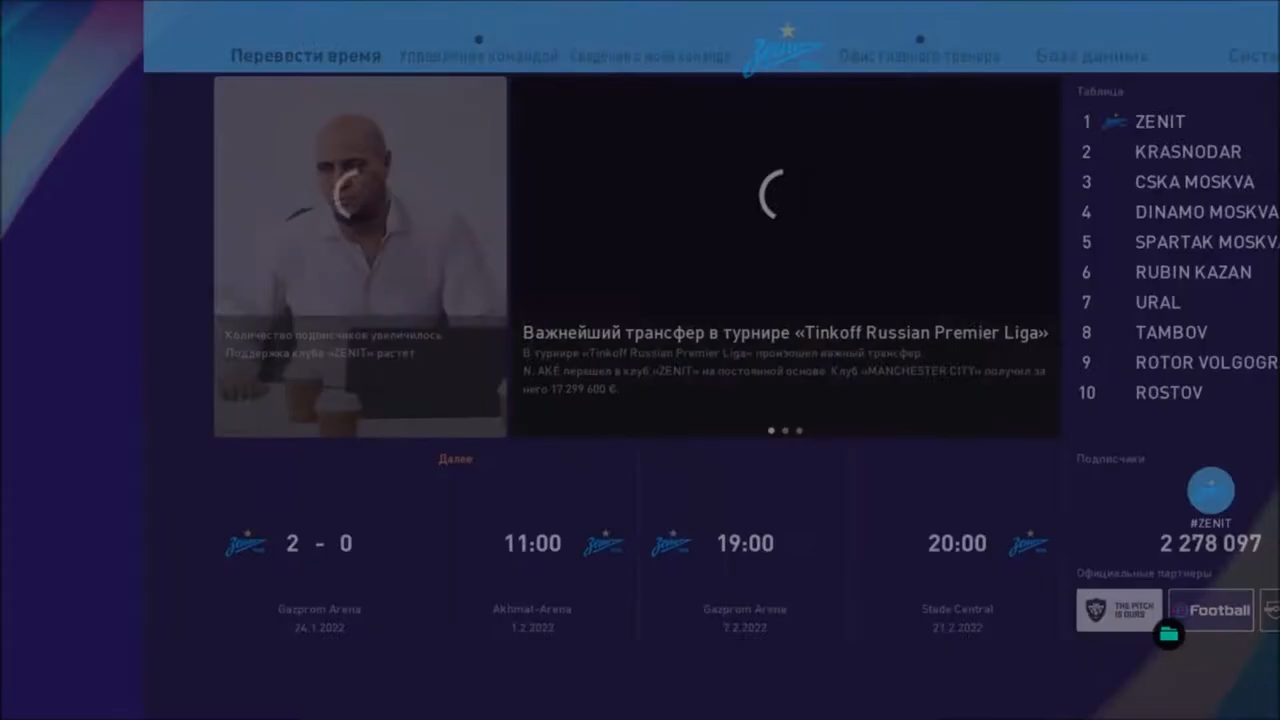 Перевести время
Управление командой
Сведения о моей команде
Офис главного тренера
База данных
Систе
Количество подписчиков увеличилось
Поддержка клуба «ZENIT» растет
Важнейший трансфер в турнире «Tinkoff Russian Premier Liga»
В турнире «Tinkoff Russian Premier Liga» произошел важный трансфер.
N. AKÉ перешел в клуб «ZENIT» на постоянной основе. Клуб «MANCHESTER CITY» получил за
него 17 299 600 €.
Таблица
1 ZENIT
2 KRASNODAR
3 CSKA MOSKVA
4 DINAMO MOSKVA
5 SPARTAK MOSKV
6 RUBIN KAZAN
7 URAL
8 TAMBOV
9 ROTOR VOLGOGR
10 ROSTOV
Далее
2 - 0
Gazprom Arena
24.1.2022
11:00
Akhmat-Arena
1.2.2022
19:00
Gazprom Arena
7.2.2022
20:00
Stade Central
21.2.2022
Подписчики
#ZENIT
2 278 097
Официальные партнеры
THE PITCH
IS OURS
eFootball